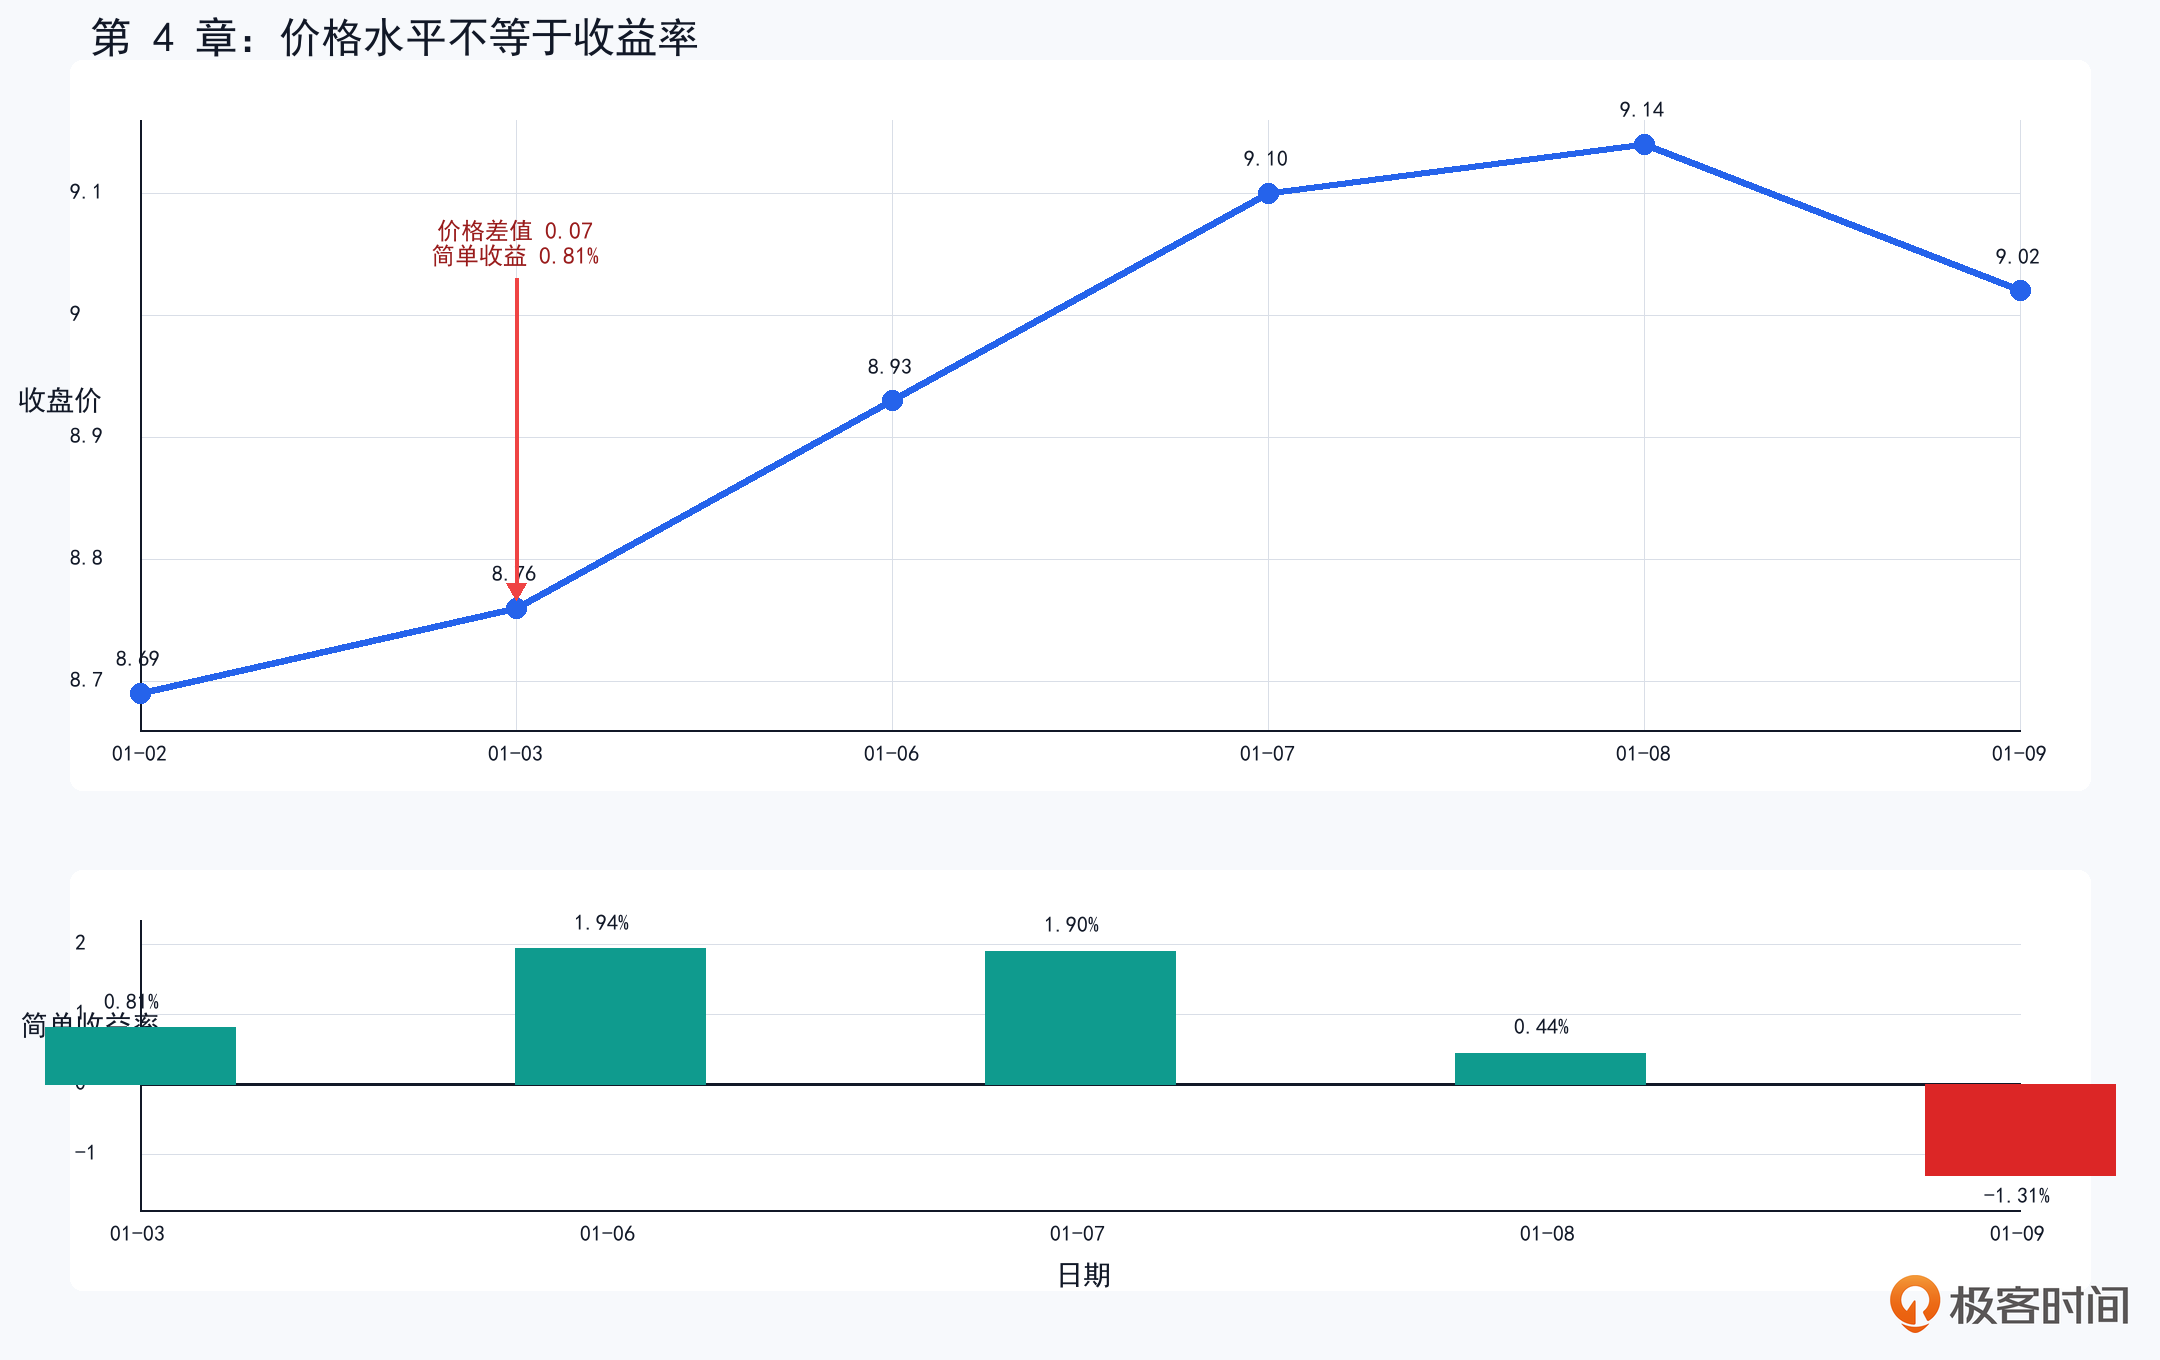 第 4 章：价格水平不等于收益率
9.14
9.10
9.1
价格差值 0.07
简单收益 0.81%
9.02
9
8.93
收盘价
8.9
8.8
8.76
8.69
8.7
01-02 01-03 01-06 01-07 01-08 01-09
1.94% 1.90%
2
0.81%
1
简单收益率
0.44%
0
-1
-1.31%
01-03 01-06 01-07 01-08 01-09
日期
极客时间